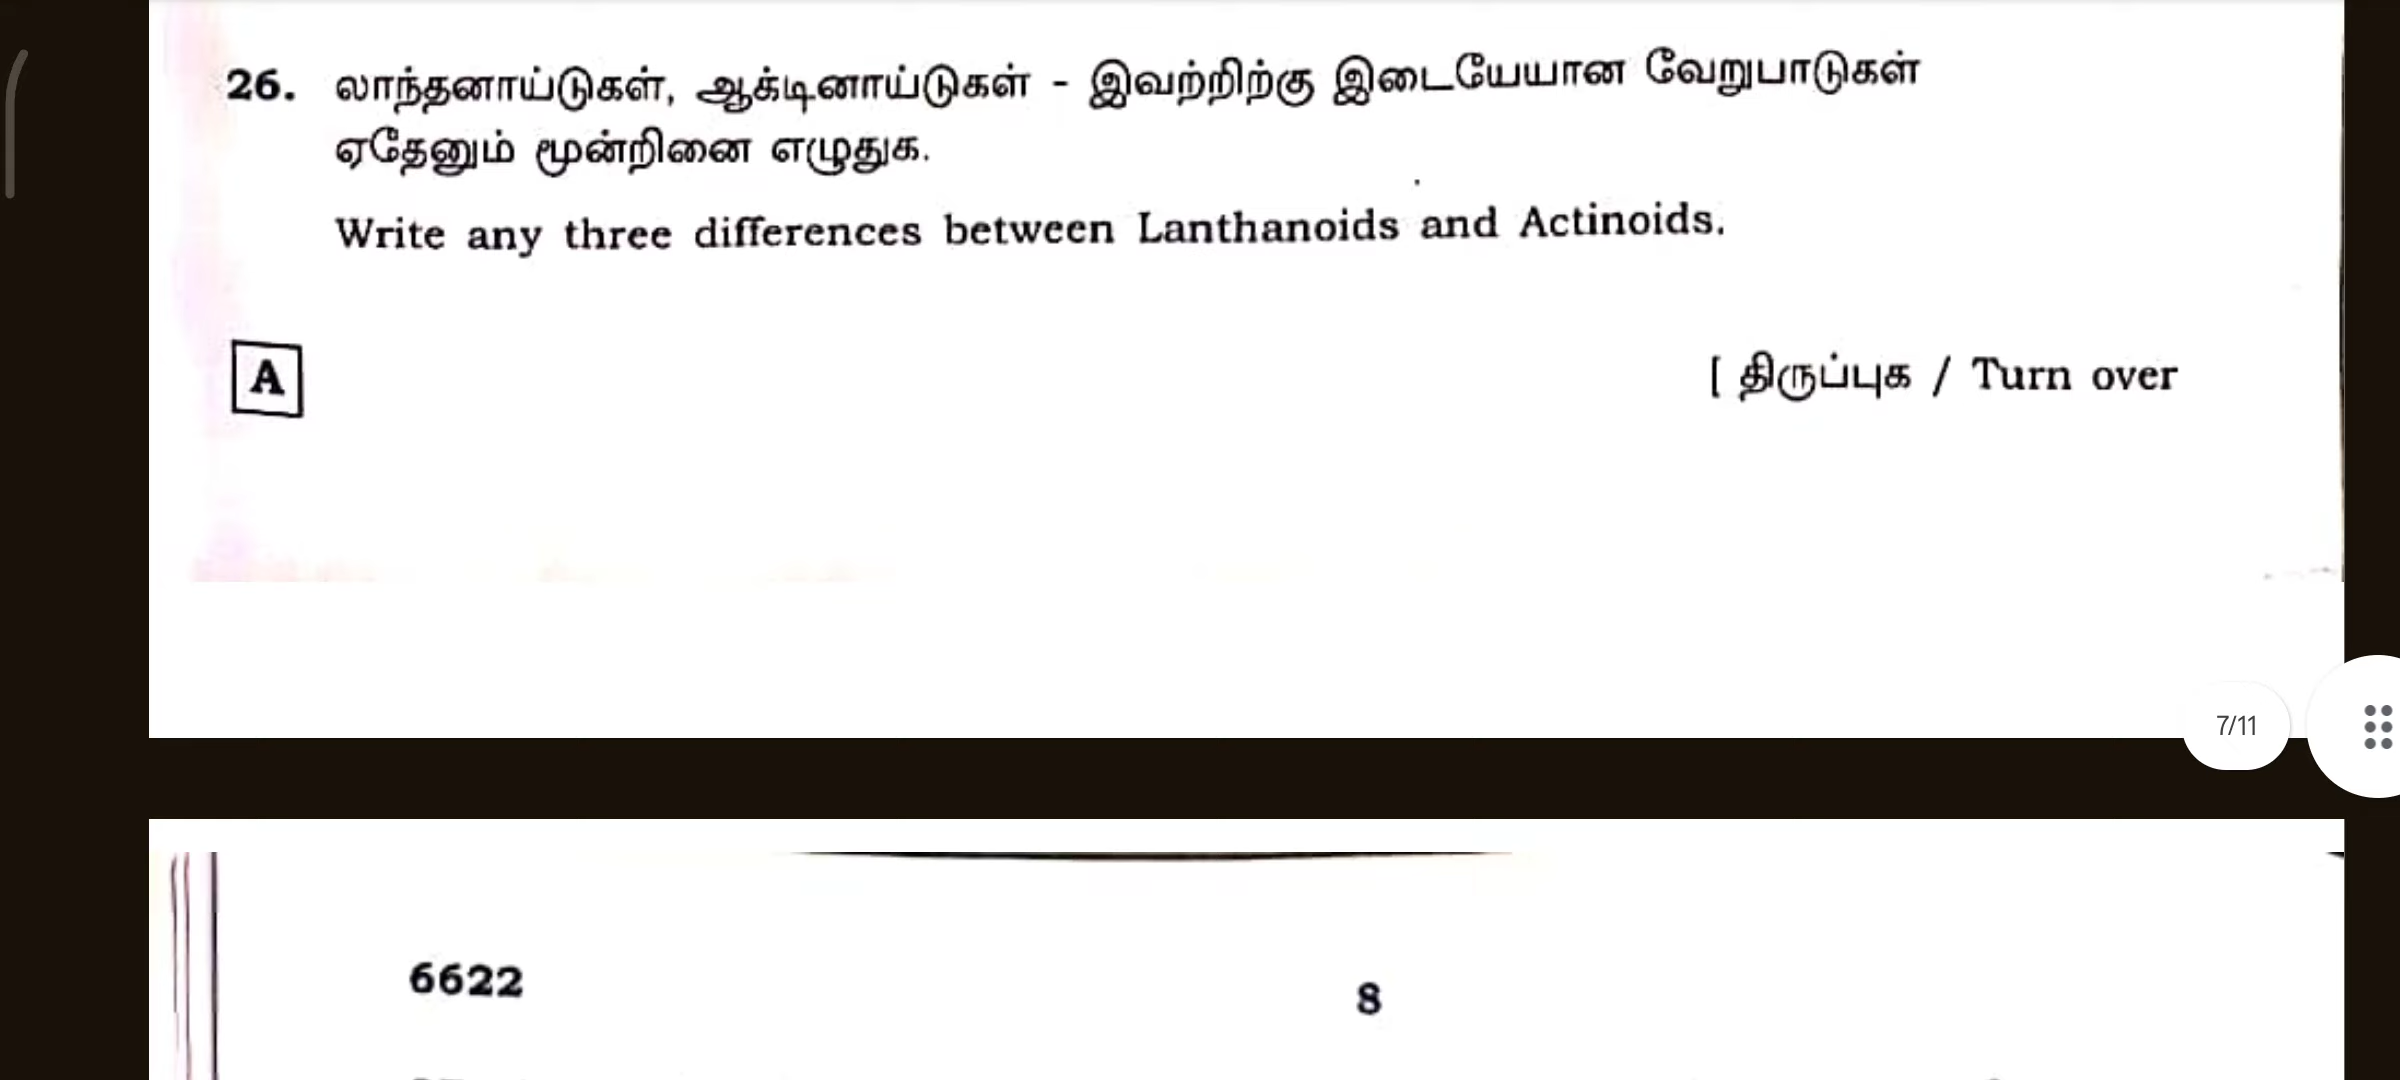 26. லாந்தனாய்டுகள், ஆக்டினாய்டுகள் - இவற்றிற்கு இடையேயான வேறுபாடுகள்
ஏதேனும் மூன்றினை எழுதுக.
Write any three differences between Lanthanoids and Actinoids.
A
[ திருப்புக / Turn over
7/11
6622
8